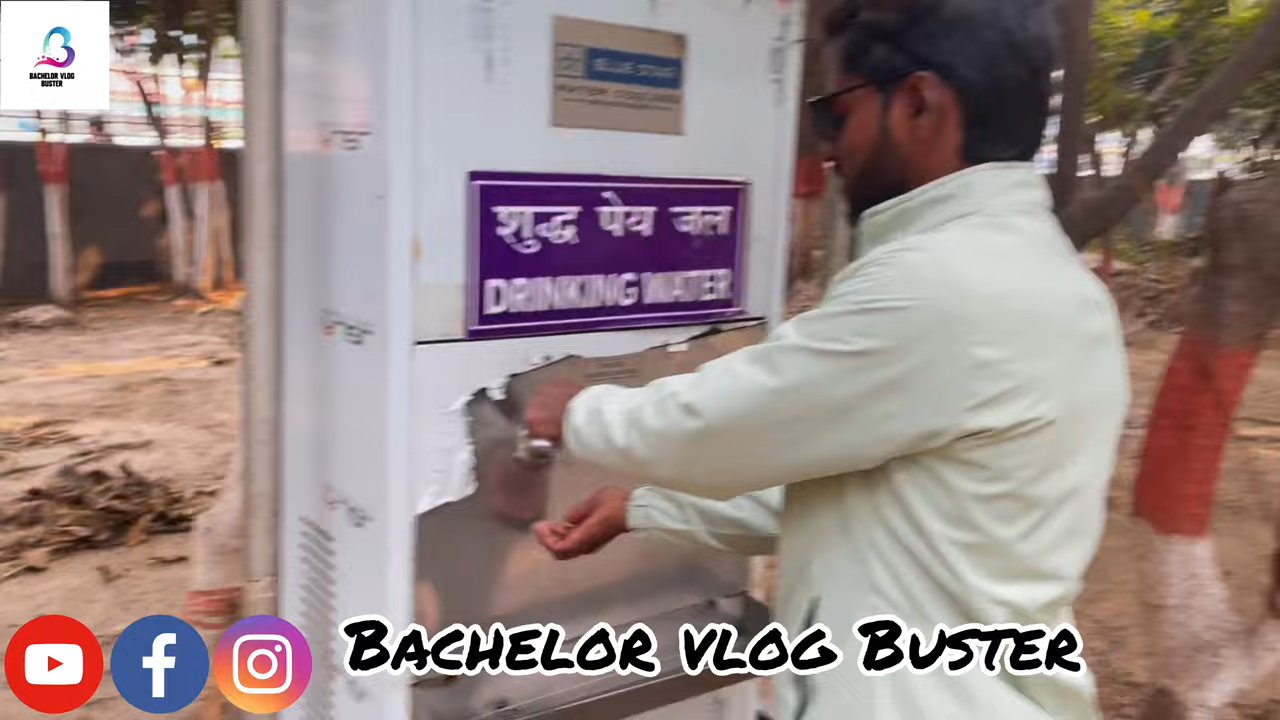 BACHELOR VLOG
BUSTER
BLUE STAR
शुद्ध पेय जल
DRINKING WATER
BACHELOR VLOG BUSTER